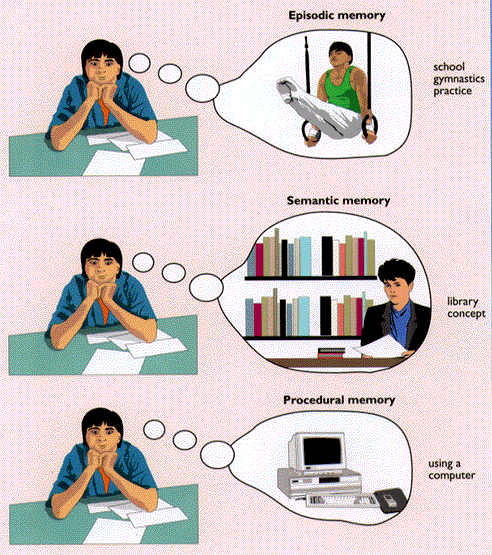 Episodic memory
school
gymnastics
practice
Semantic memory
library
concept
Procedural memory
using a
computer